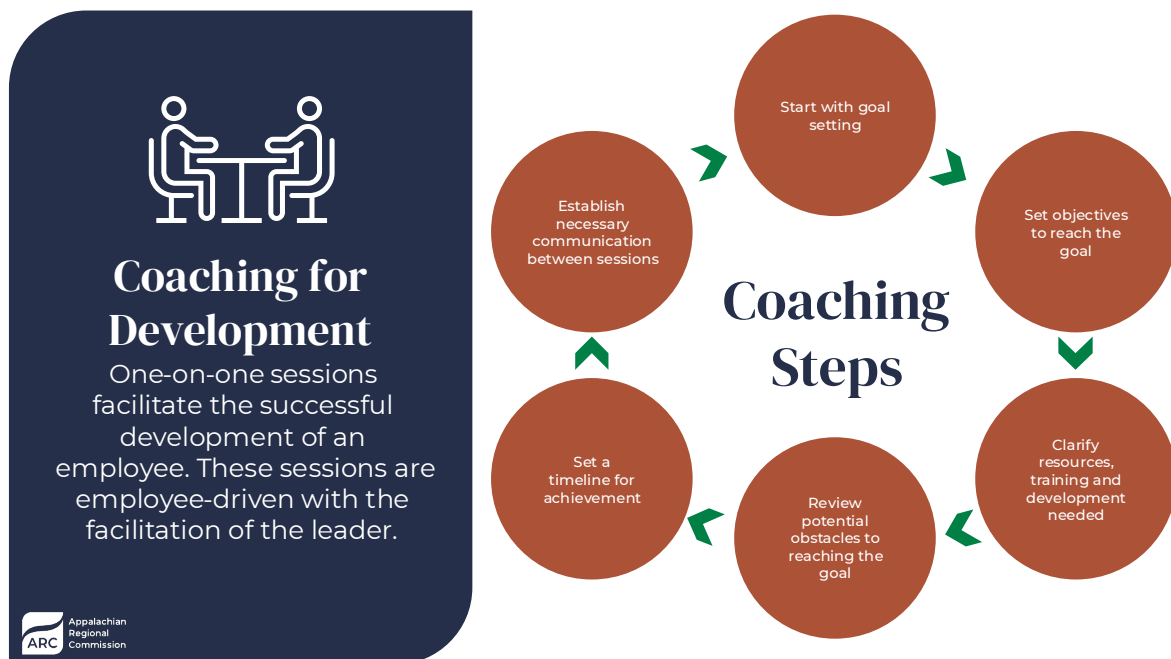 Coaching for
Development
One-on-one sessions
facilitate the successful
development of an
employee. These sessions are
employee-driven with the
facilitation of the leader.
ARC
Appalachian
Regional
Commission
Coaching
Steps
Start with goal
setting
Set objectives
to reach the
goal
Clarify
resources,
training and
development
needed
Review
potential
obstacles to
reaching the
goal
Set a
timeline for
achievement
Establish
necessary
communication
between sessions